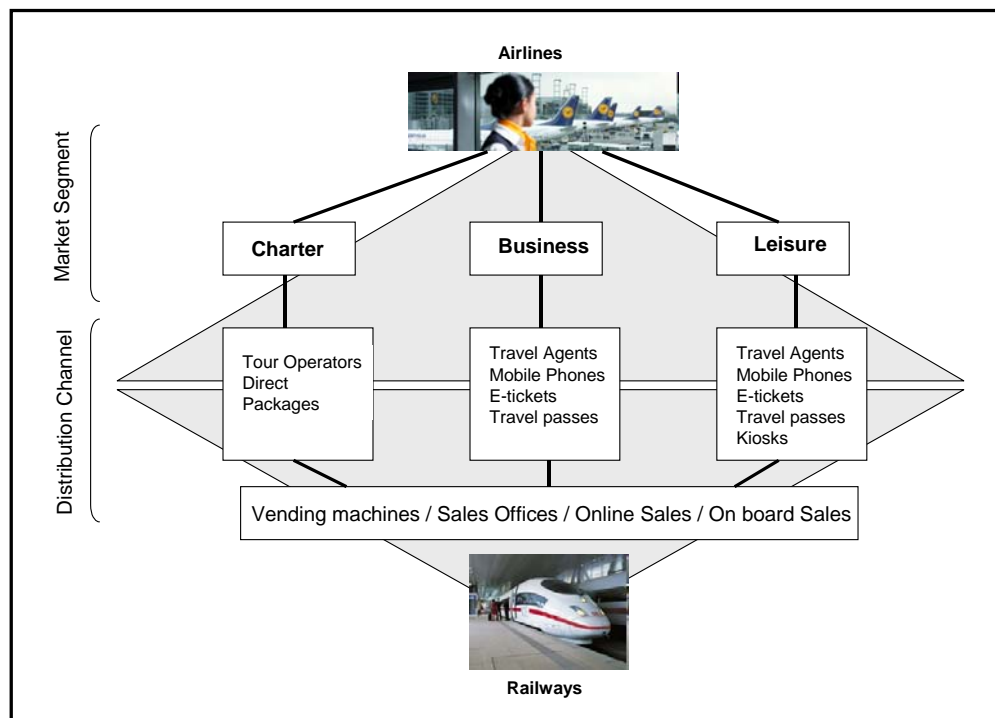 Airlines
Market Segment
Charter
Business
Leisure
Distribution Channel
Tour Operators
Direct
Packages
Travel Agents
Mobile Phones
E-tickets
Travel passes
Travel Agents
Mobile Phones
E-tickets
Travel passes
Kiosks
Vending machines / Sales Offices / Online Sales / On board Sales
Railways